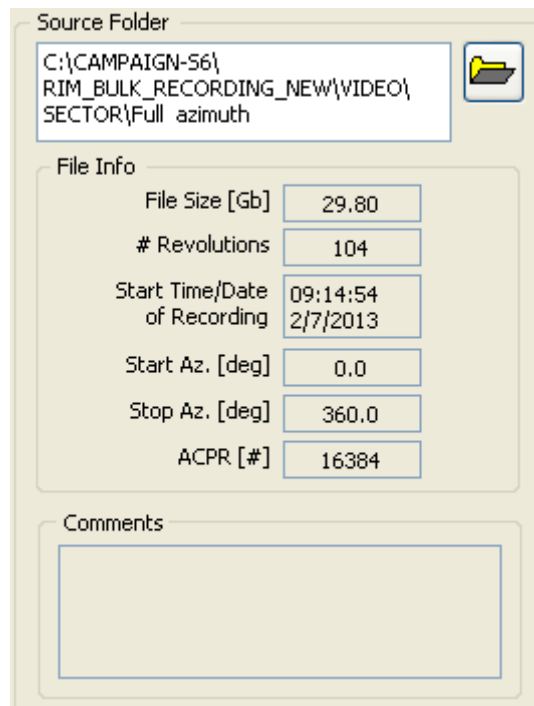 Source Folder
C:\CAMPAIGN-S6\
RIM_BULK_RECORDING_NEW\VIDEO\
SECTOR\Full azimuth
File Info
File Size [Gb] 29.80
# Revolutions 104
Start Time/Date 09:14:54
of Recording 2/7/2013
Start Az. [deg] 0.0
Stop Az. [deg] 360.0
ACPR [#] 16384
Comments